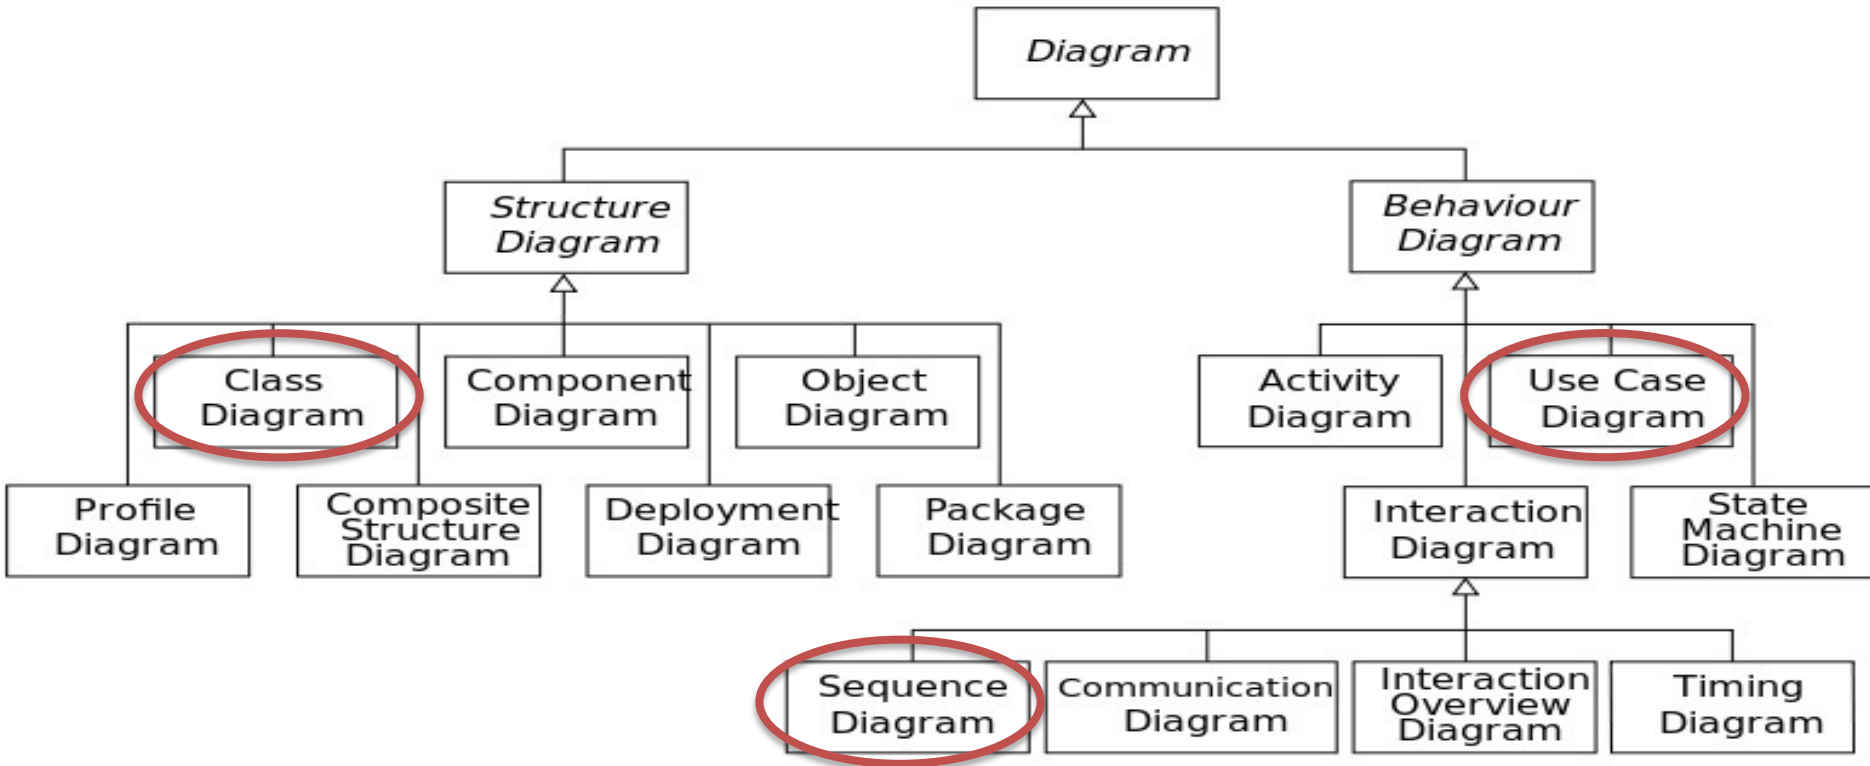 Diagram
Structure
Diagram
Behaviour
Diagram
Class
Diagram
Component
Diagram
Object
Diagram
Activity
Diagram
Use Case
Diagram
Profile
Diagram
Composite
Structure
Diagram
Deployment
Diagram
Package
Diagram
Interaction
Diagram
State
Machine
Diagram
Sequence
Diagram
Communication
Diagram
Interaction
Overview
Diagram
Timing
Diagram